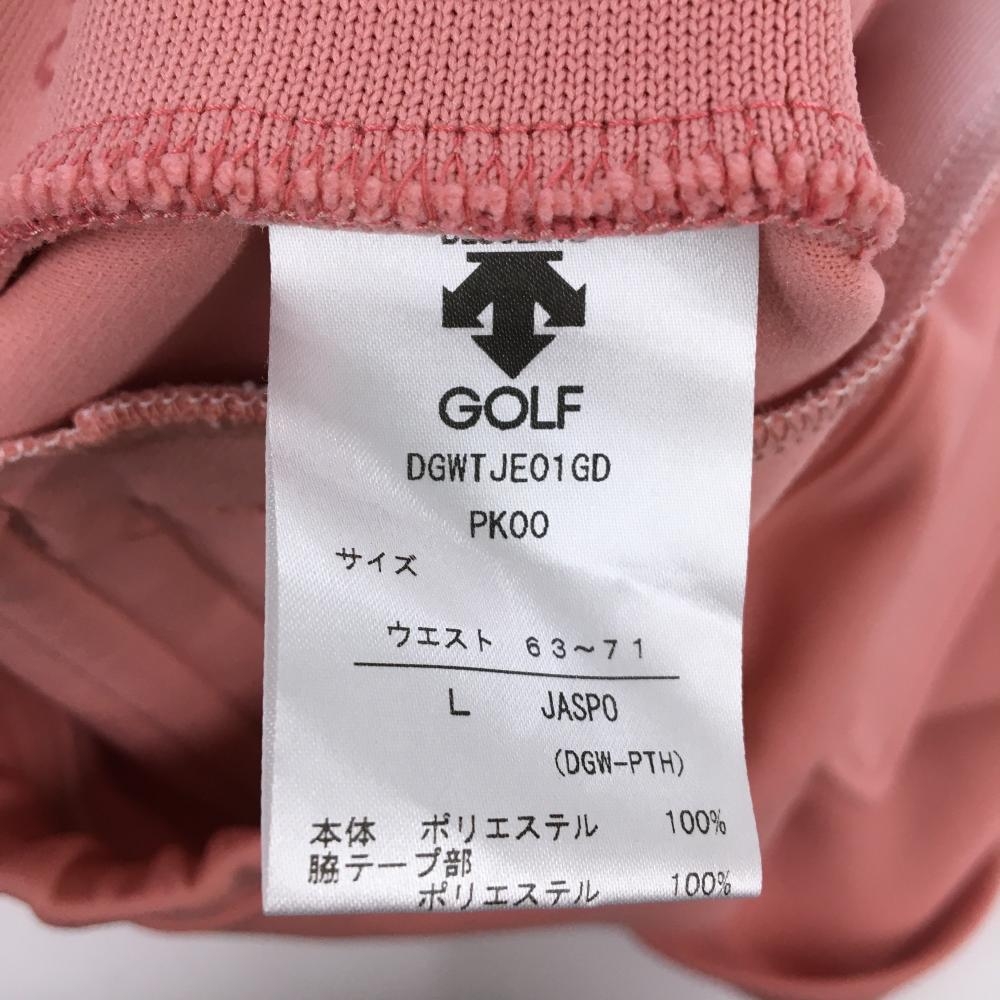 GOLF
DGWTJE01GD
PK00
サイズ
ウエスト 63～71
L JASPO
(DGW-PTH)
本体 ポリエステル 100%
脇テープ部
ポリエステル 100%